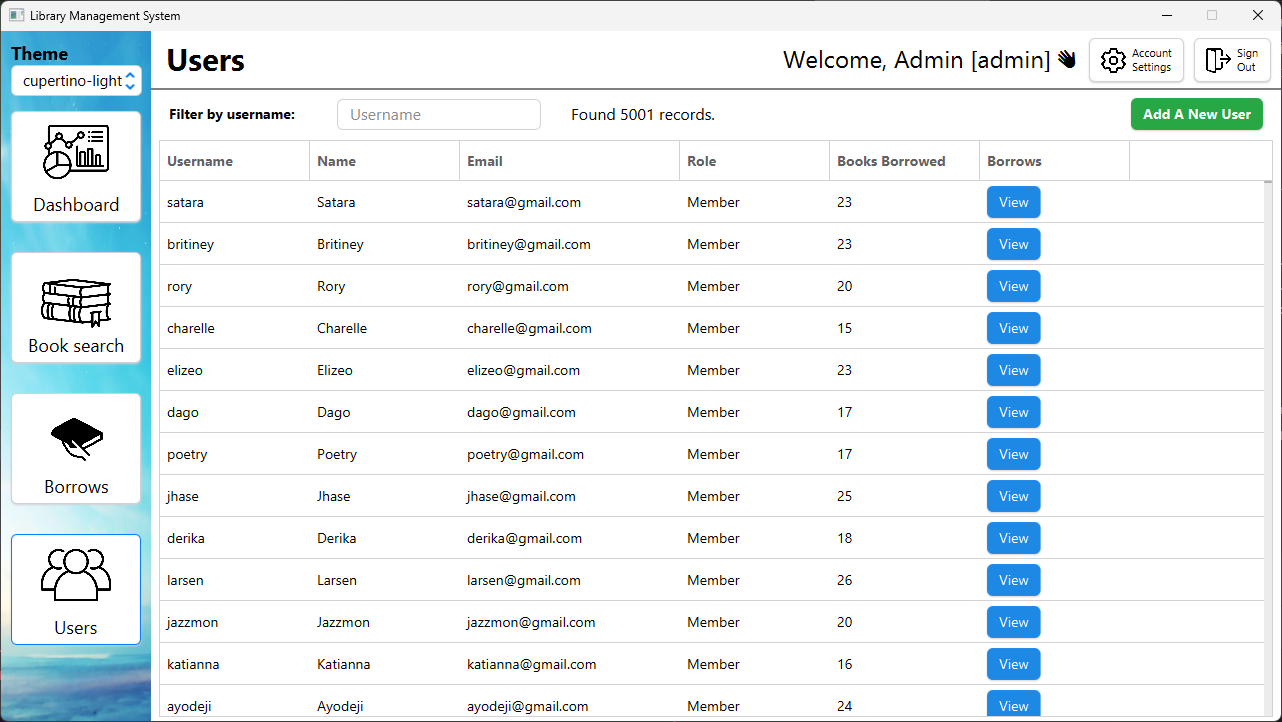 Library Management System
Theme
cupertino-light
Dashboard
Book search
Borrows
Users
Users
Welcome, Admin [admin]
Account
Settings
Sign
Out
Filter by username:
Username
Found 5001 records.
Add A New User
Username Name Email Role Books Borrowed Borrows
satara Satara satara@gmail.com Member 23 View
britiney Britiney britiney@gmail.com Member 23 View
rory Rory rory@gmail.com Member 20 View
charelle Charelle charelle@gmail.com Member 15 View
elizeo Elizeo elizeo@gmail.com Member 23 View
dago Dago dago@gmail.com Member 17 View
poetry Poetry poetry@gmail.com Member 17 View
jhase Jhase jhase@gmail.com Member 25 View
derika Derika derika@gmail.com Member 18 View
larsen Larsen larsen@gmail.com Member 26 View
jazzmon Jazzmon jazzmon@gmail.com Member 20 View
katianna Katianna katianna@gmail.com Member 16 View
ayodeji Ayodeji ayodeji@gmail.com Member 24 View